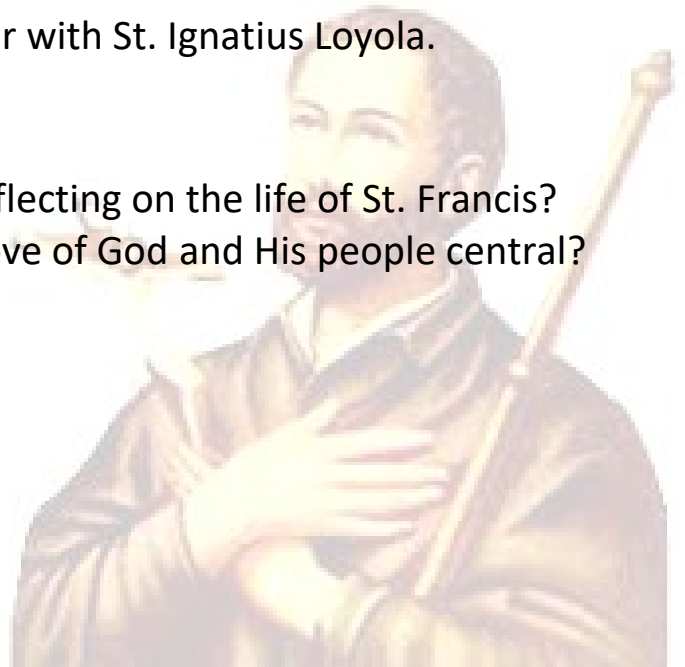 r with St. Ignatius Loyola.
flecting on the life of St. Francis?
ve of God and His people central?